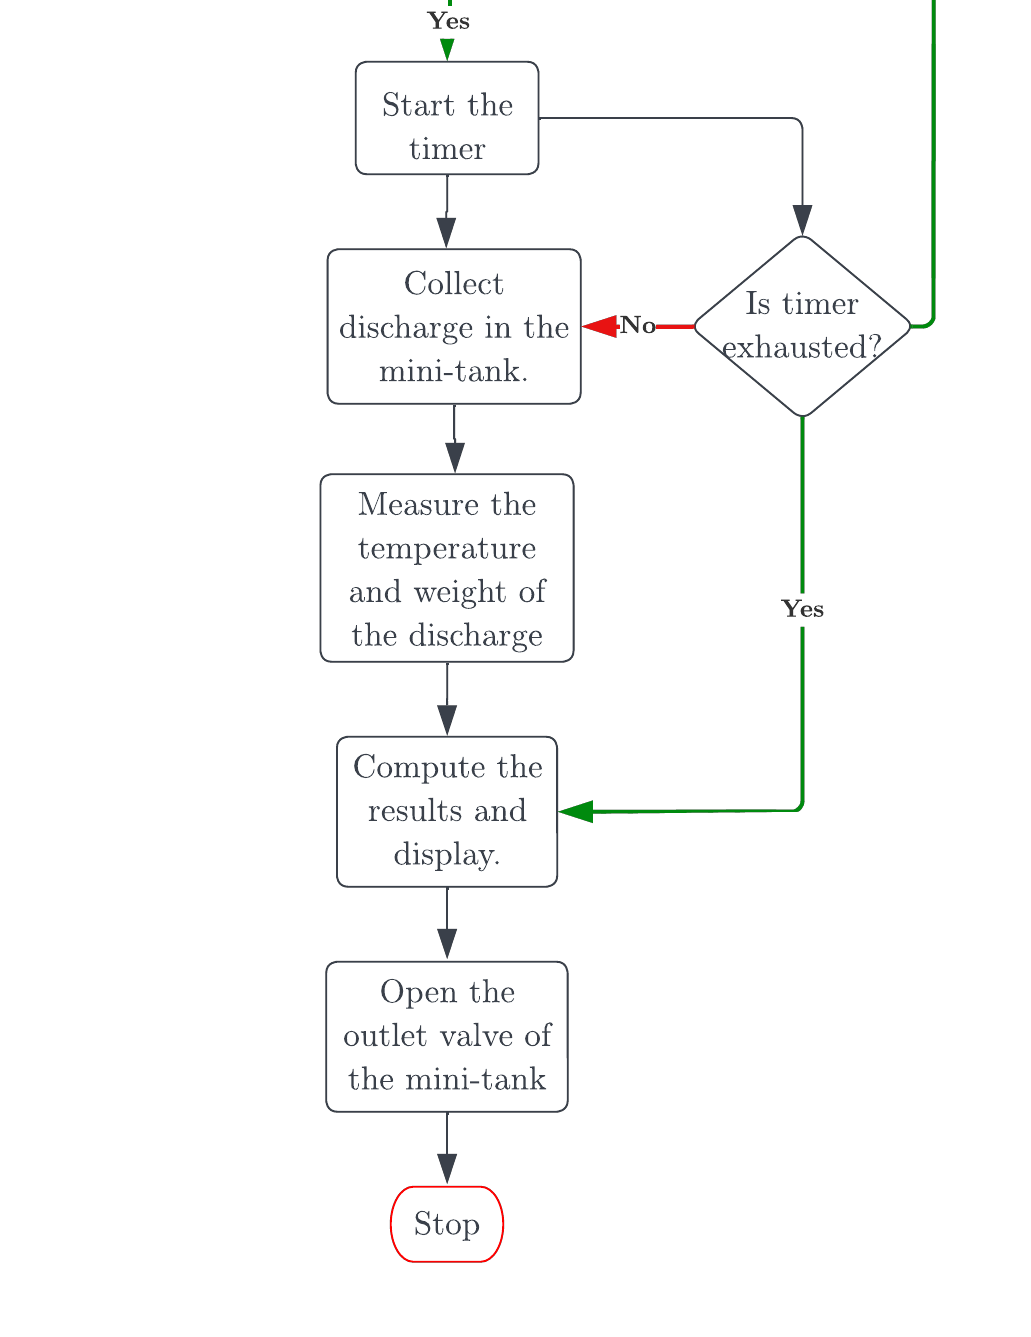 Yes
Start the
timer
Collect
discharge in the
mini-tank.
No
Is timer
exhausted?
Measure the
temperature
and weight of
the discharge
Yes
Compute the
results and
display.
Open the
outlet valve of
the mini-tank
Stop